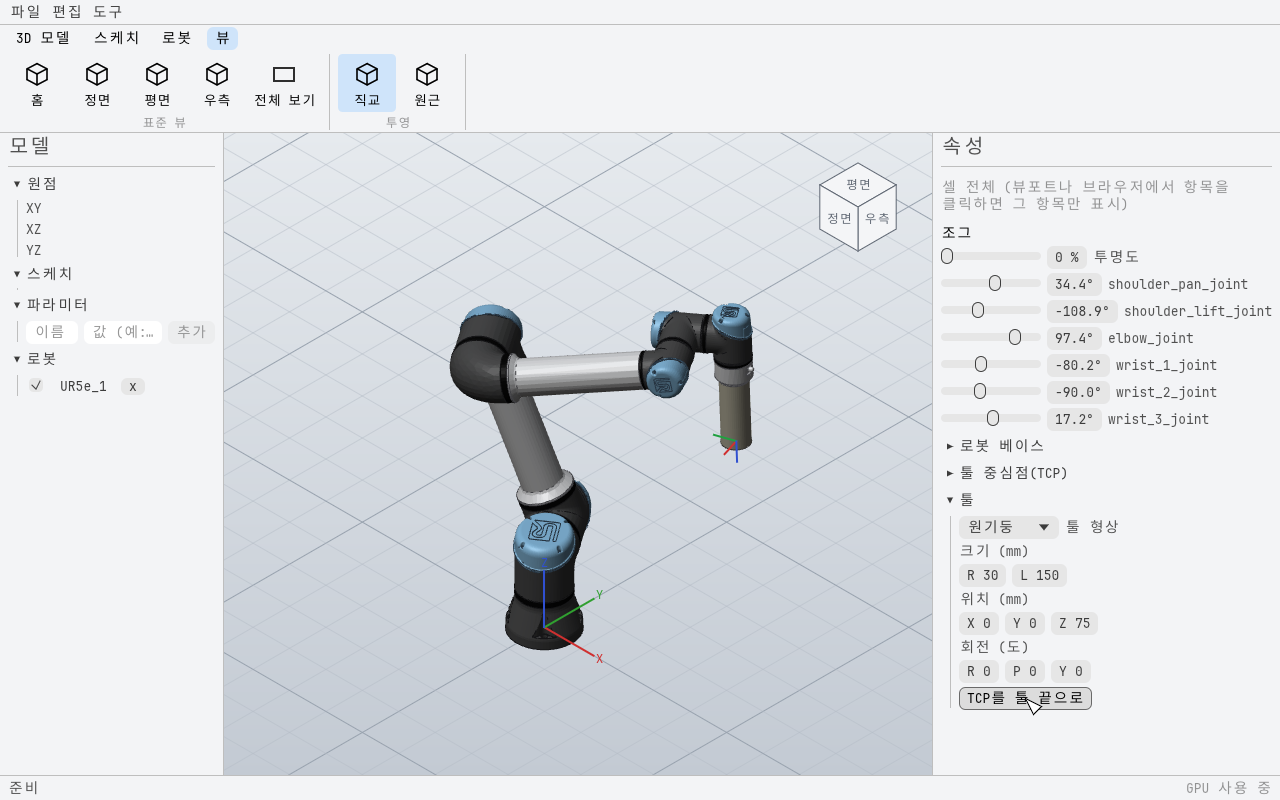 파일 편집 도구
3D 모델 스케치 로봇 뷰
홈 정면 평면 우측 전체 보기 직교 원근
표준 뷰 투영
모델
▼ 원점
XY
XZ
YZ
▼ 스케치
▼ 파라미터
이름 값 (예:… 추가
▼ 로봇
✓ UR5e_1 x
평면
정면 우측
UR
UR
UR
Y
X
속성
셀 전체 (뷰포트나 브라우저에서 항목을
클릭하면 그 항목만 표시)
조그
0 % 투명도
34.4° shoulder_pan_joint
-108.9° shoulder_lift_joint
97.4° elbow_joint
-80.2° wrist_1_joint
-90.0° wrist_2_joint
17.2° wrist_3_joint
► 로봇 베이스
► 툴 중심점(TCP)
▼ 툴
원기둥 ▼ 툴 형상
크기 (mm)
R 30 L 150
위치 (mm)
X 0 Y 0 Z 75
회전 (도)
R 0 P 0 Y 0
TCP를 툴 끝으로
준비 GPU 사용 중